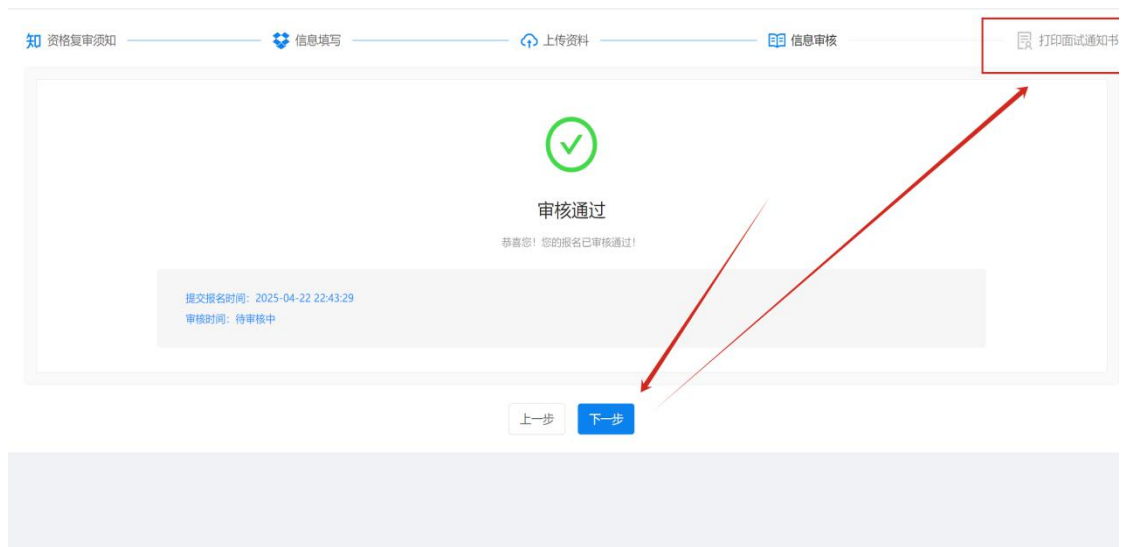 知 资格复审须知 信息填写 上传资料 信息审核 打印面试通知书
审核通过
恭喜您！您的报名已审核通过！
提交报名时间：2025-04-22 22:43:29
审核时间：待审核中
上一步 下一步